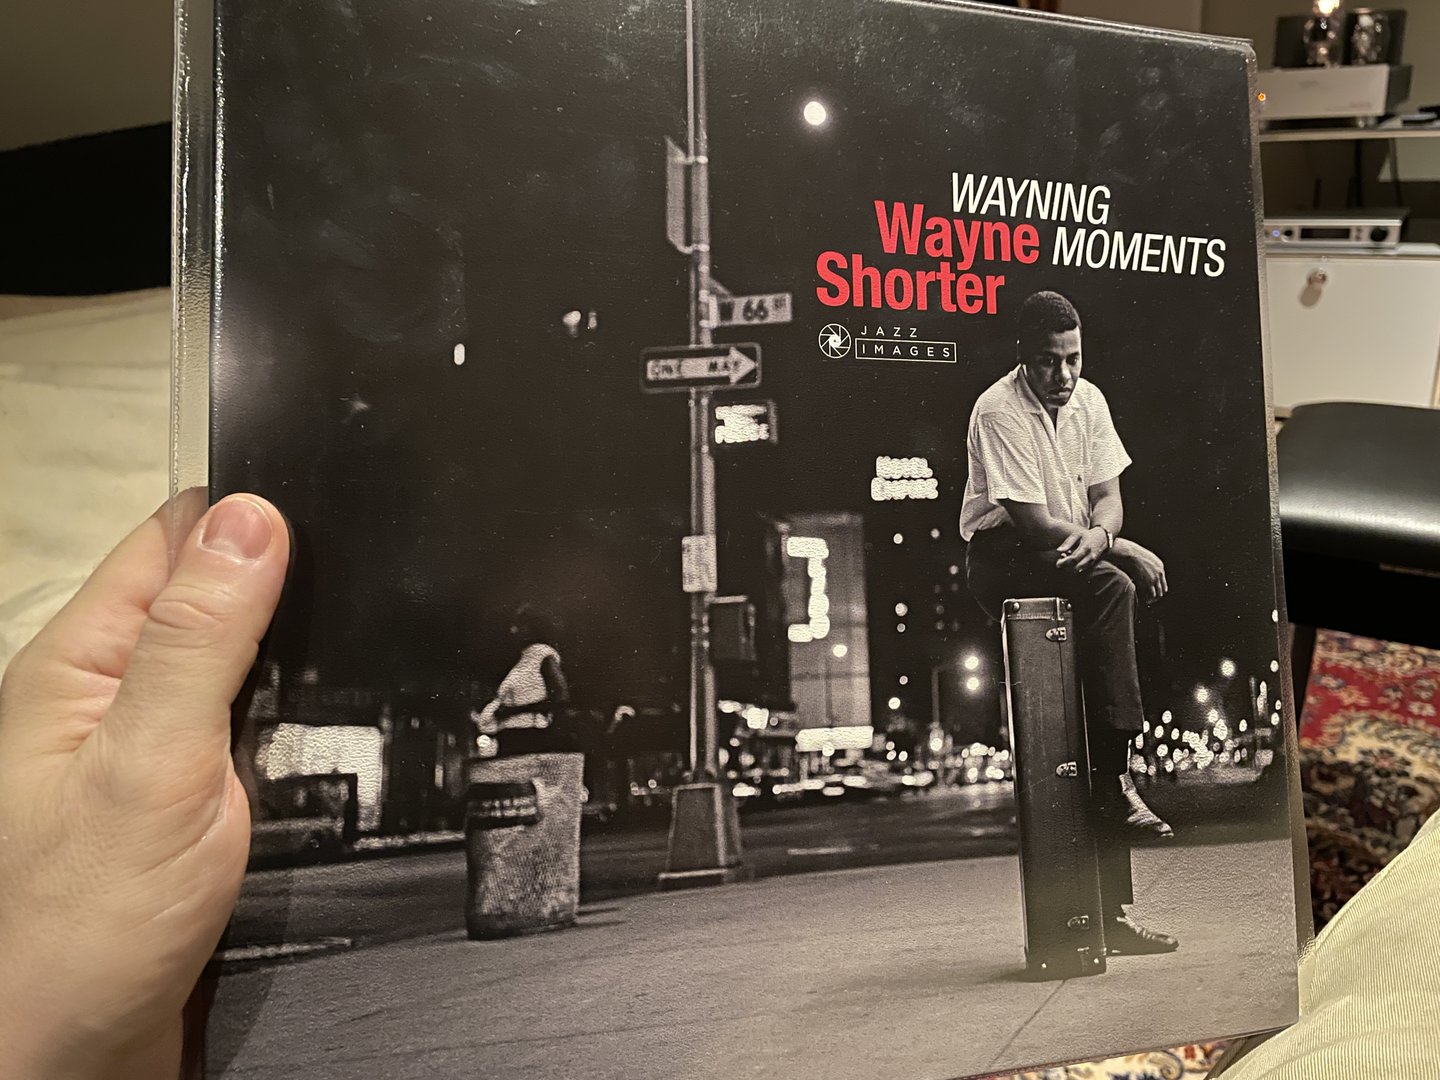 WAYNING
Wayne MOMENTS
Shorter
JAZZ
IMAGES
W 66 ST
ONE WAY